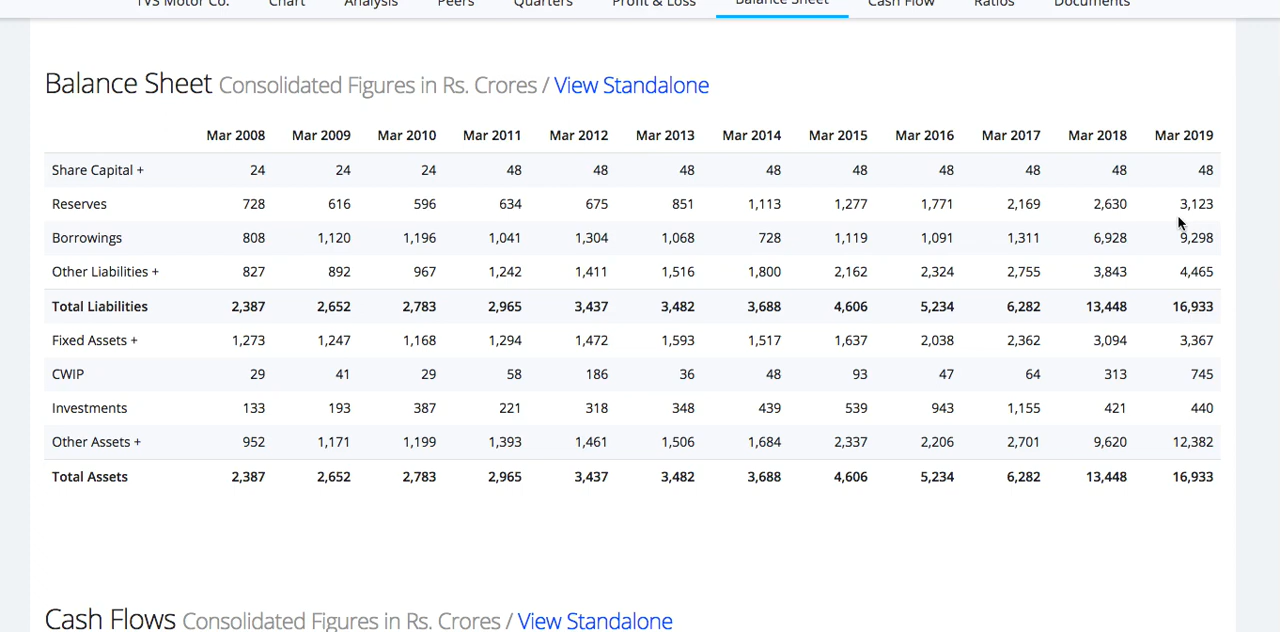 TVS Motor Co. Chart Analysis Peers Quarters Profit & Loss Balance Sheet Cash Flow Ratios Documents
Balance Sheet Consolidated Figures in Rs. Crores / View Standalone
Mar 2008 Mar 2009 Mar 2010 Mar 2011 Mar 2012 Mar 2013 Mar 2014 Mar 2015 Mar 2016 Mar 2017 Mar 2018 Mar 2019
Share Capital + 24 24 24 48 48 48 48 48 48 48 48 48
Reserves 728 616 596 634 675 851 1,113 1,277 1,771 2,169 2,630 3,123
Borrowings 808 1,120 1,196 1,041 1,304 1,068 728 1,119 1,091 1,311 6,928 9,298
Other Liabilities + 827 892 967 1,242 1,411 1,516 1,800 2,162 2,324 2,755 3,843 4,465
Total Liabilities 2,387 2,652 2,783 2,965 3,437 3,482 3,688 4,606 5,234 6,282 13,448 16,933
Fixed Assets + 1,273 1,247 1,168 1,294 1,472 1,593 1,517 1,637 2,038 2,362 3,094 3,367
CWIP 29 41 29 58 186 36 48 93 47 64 313 745
Investments 133 193 387 221 318 348 439 539 943 1,155 421 440
Other Assets + 952 1,171 1,199 1,393 1,461 1,506 1,684 2,337 2,206 2,701 9,620 12,382
Total Assets 2,387 2,652 2,783 2,965 3,437 3,482 3,688 4,606 5,234 6,282 13,448 16,933
Cash Flows Consolidated Figures in Rs. Crores / View Standalone